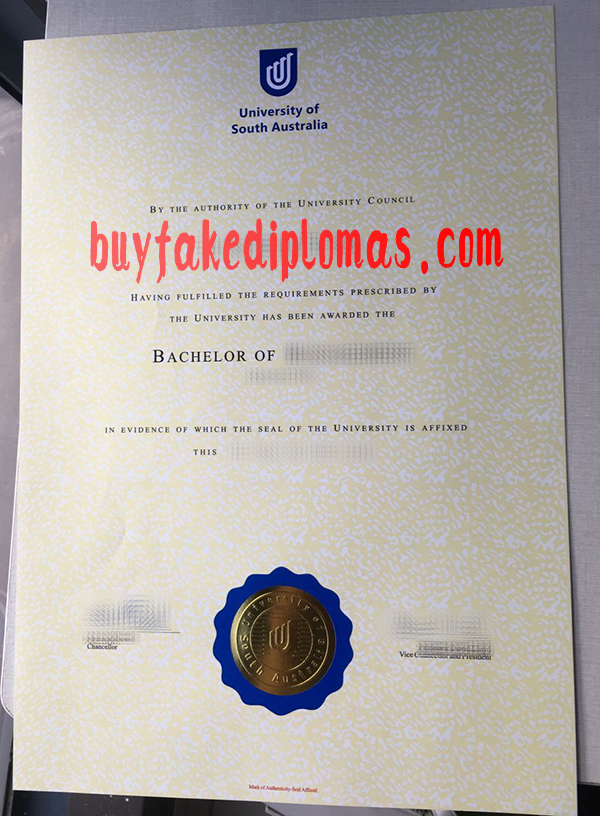 University of
South Australia
BY THE AUTHORITY OF THE UNIVERSITY COUNCIL
buyfakediplomas.com
HAVING FULFILLED THE REQUIREMENTS PRESCRIBED BY
THE UNIVERSITY HAS BEEN AWARDED THE
BACHELOR OF
IN EVIDENCE OF WHICH THE SEAL OF THE UNIVERSITY IS AFFIXED
THIS
University of
South Australia
Chancellor
Vice Chancellor and President
Mark of Authenticity-Seal Affixed